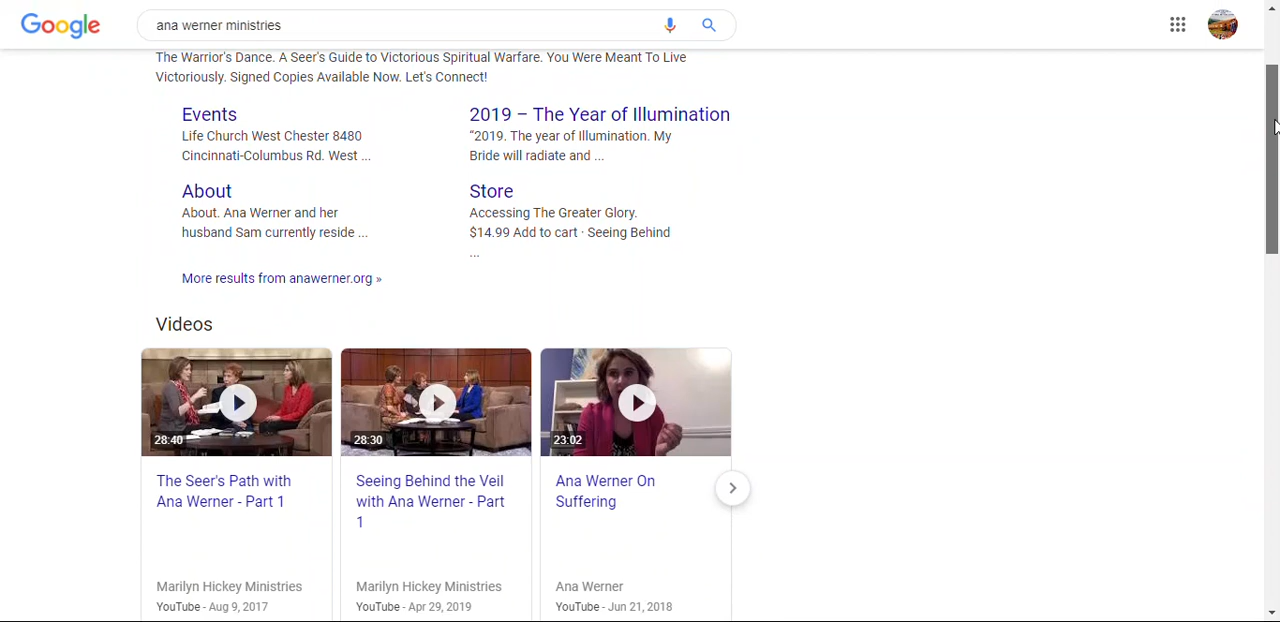 Google
ana werner ministries
The Warrior's Dance. A Seer's Guide to Victorious Spiritual Warfare. You Were Meant To Live
Victoriously. Signed Copies Available Now. Let's Connect!
Events
Life Church West Chester 8480
Cincinnati-Columbus Rd. West ...
2019 – The Year of Illumination
“2019. The year of Illumination. My
Bride will radiate and ...
About
About. Ana Werner and her
husband Sam currently reside ...
Store
Accessing The Greater Glory.
$14.99 Add to cart · Seeing Behind
...
More results from anawerner.org »
Videos
28:40
28:30
23:02
The Seer's Path with
Ana Werner - Part 1
Seeing Behind the Veil
with Ana Werner - Part
1
Ana Werner On
Suffering
Marilyn Hickey Ministries
YouTube - Aug 9, 2017
Marilyn Hickey Ministries
YouTube - Apr 29, 2019
Ana Werner
YouTube - Jun 21, 2018